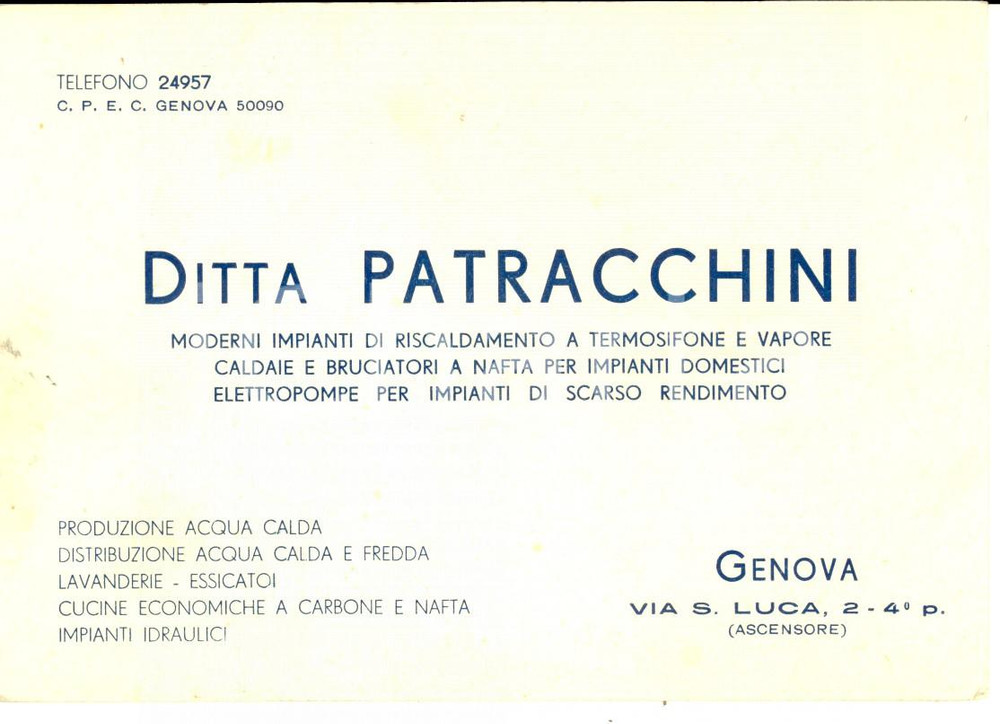 TELEFONO 24957
C. P. E. C. GENOVA 50090
DITTA PATRACCHINI
MODERNI IMPIANTI DI RISCALDAMENTO A TERMOSIFONE E VAPORE
CALDAIE E BRUCIATORI A NAFTA PER IMPIANTI DOMESTICI
ELETTROPOMPE PER IMPIANTI DI SCARSO RENDIMENTO
PRODUZIONE ACQUA CALDA
DISTRIBUZIONE ACQUA CALDA E FREDDA
LAVANDERIE - ESSICATOI
CUCINE ECONOMICHE A CARBONE E NAFTA
IMPIANTI IDRAULICI
GENOVA
VIA S. LUCA, 2 - 4º p.
(ASCENSORE)